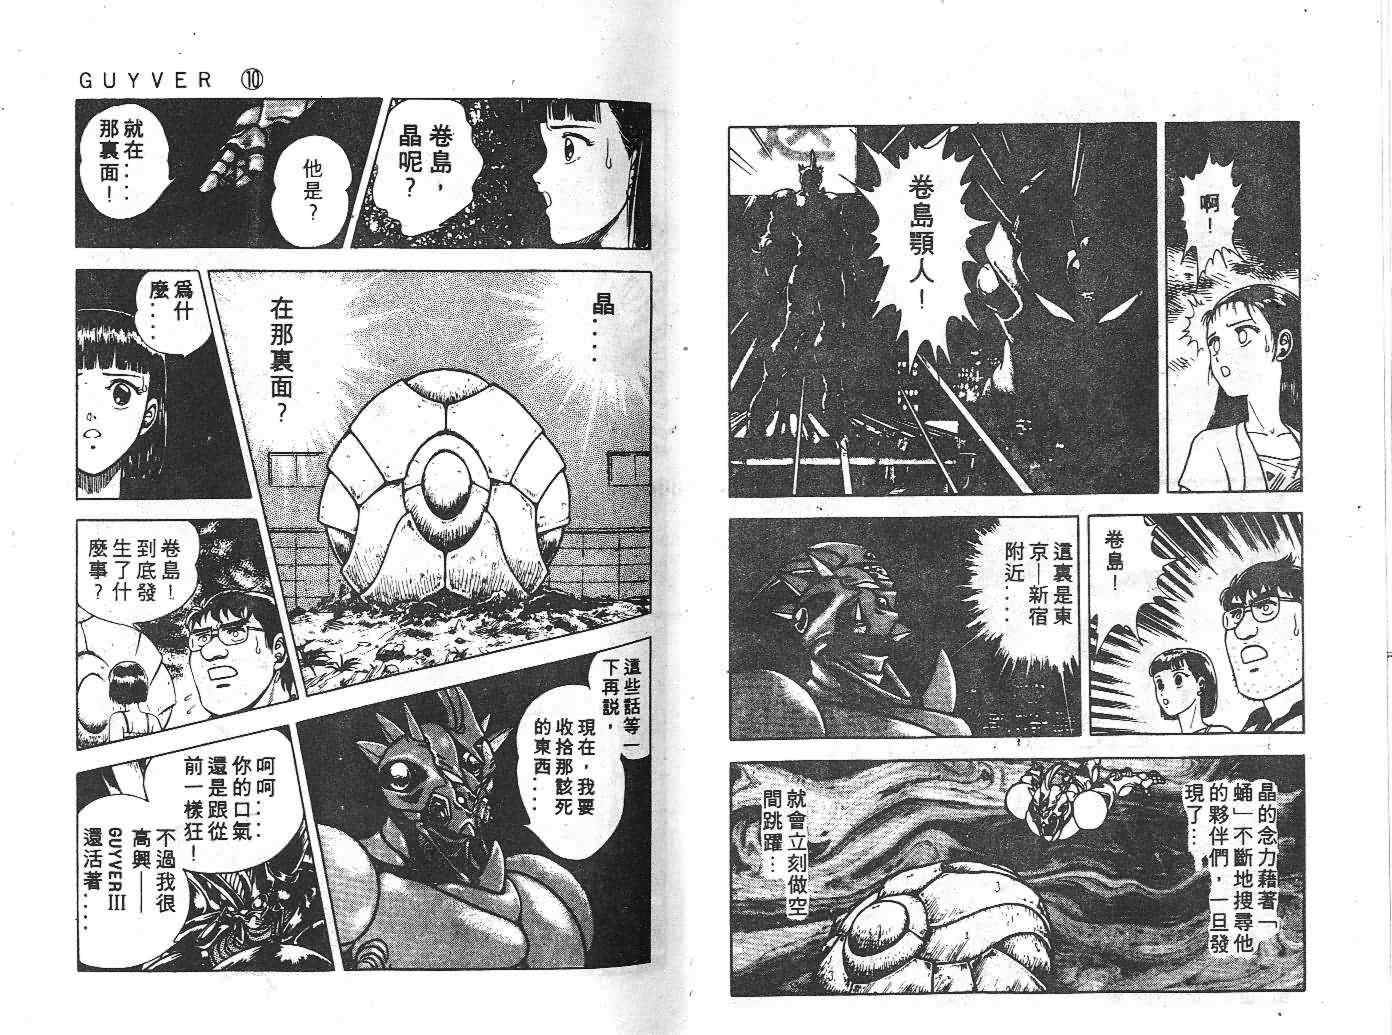 啊！
卷島顎人！
卷島！
這裏是東
京—新宿
附近‥‥
晶的念力藉著「
蛹」不斷地搜尋他
的夥伴們，一旦發
現了‥‥
就會立刻做空
間跳躍‥‥
GUYVER ⑩
卷島，
晶呢？
他是？
就在‥‥
那裏面！
晶‥‥
在那裏面？
爲什
麼‥‥
卷島！
到底發
生了什
麼事？
這些話等一
下再說，
現在，我要
收拾那該死
的東西‥‥
呵呵‥‥
你的口氣
還是跟從
前一樣狂！
不過我很
高興——
GUYVER III
還活著‥‥